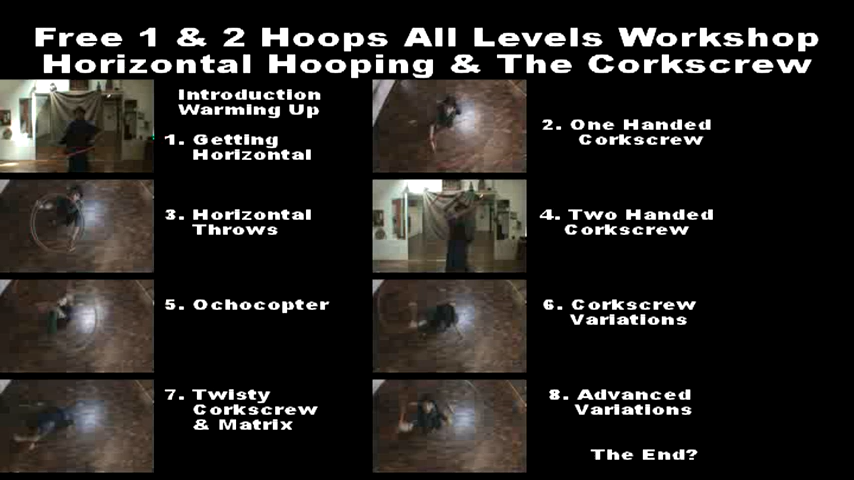 Free 1 & 2 Hoops All Levels Workshop
Horizontal Hooping & The Corkscrew
Introduction
Warming Up
1. Getting
Horizontal
2. One Handed
Corkscrew
3. Horizontal
Throws
4. Two Handed
Corkscrew
5. Ochocopter
6. Corkscrew
Variations
7. Twisty
Corkscrew
& Matrix
8. Advanced
Variations
The End?